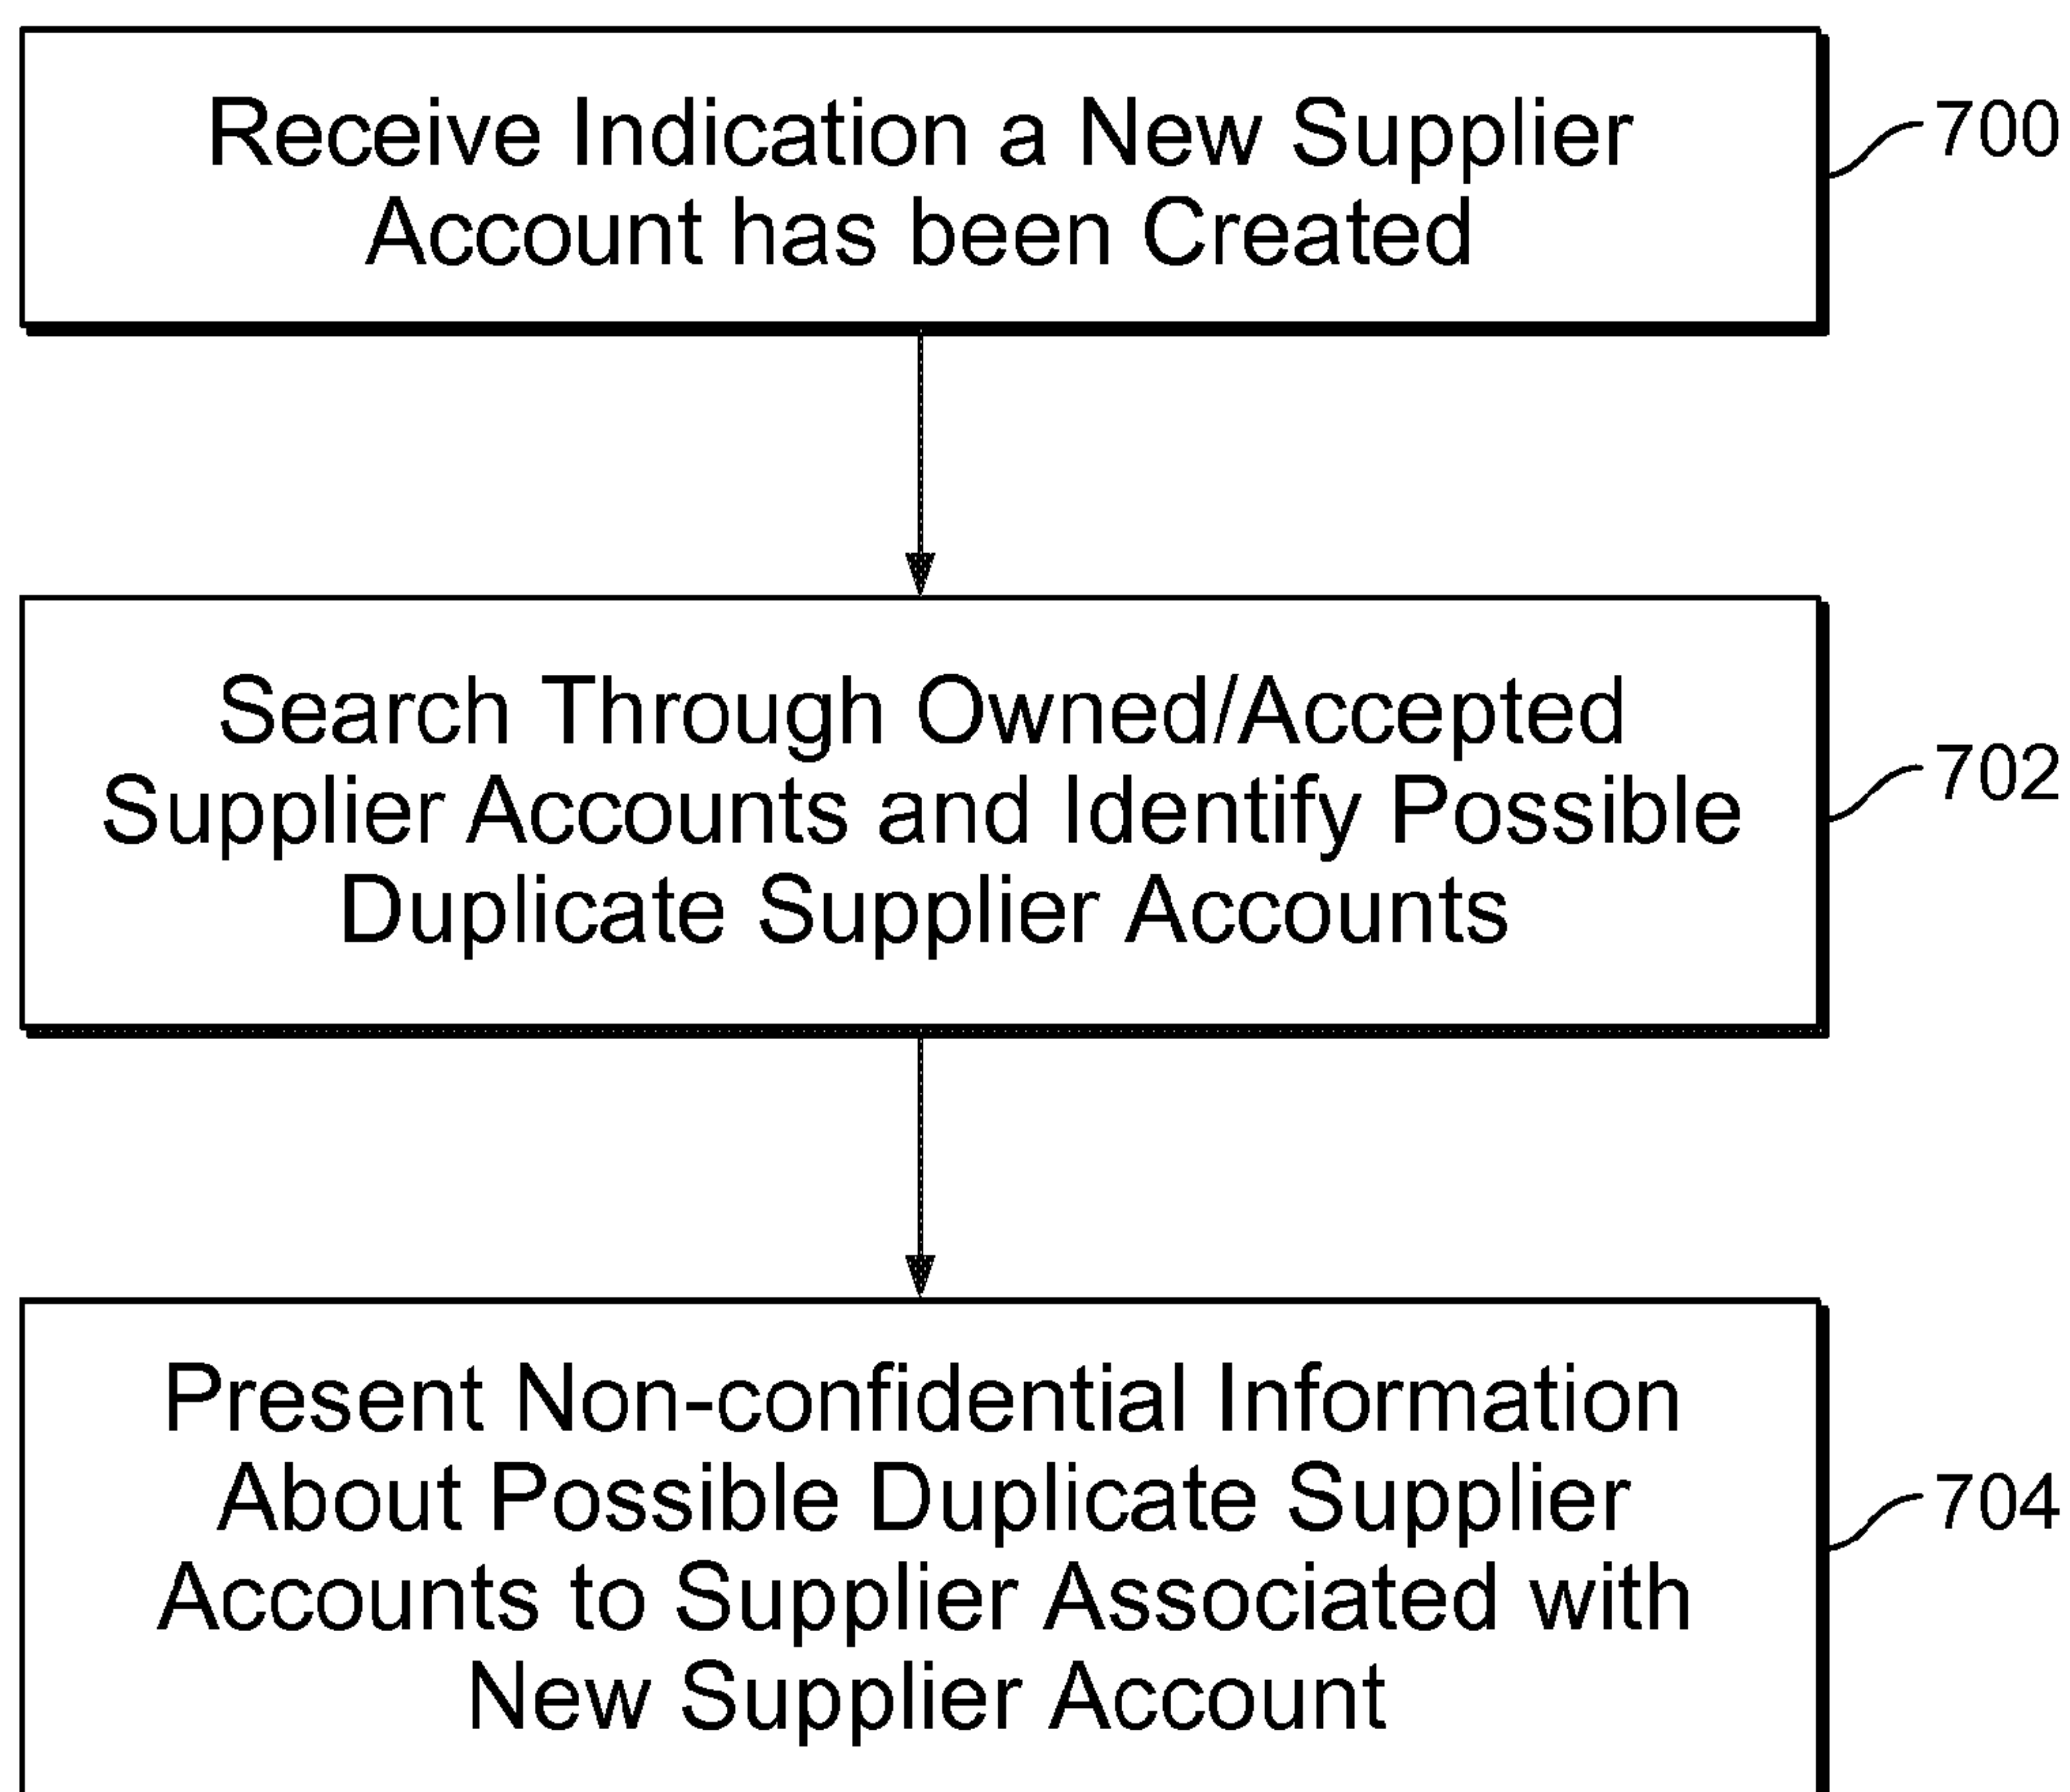 Receive Indication a New Supplier
Account has been Created
700
Search Through Owned/Accepted
Supplier Accounts and Identify Possible
Duplicate Supplier Accounts
702
Present Non-confidential Information
About Possible Duplicate Supplier
Accounts to Supplier Associated with
New Supplier Account
704